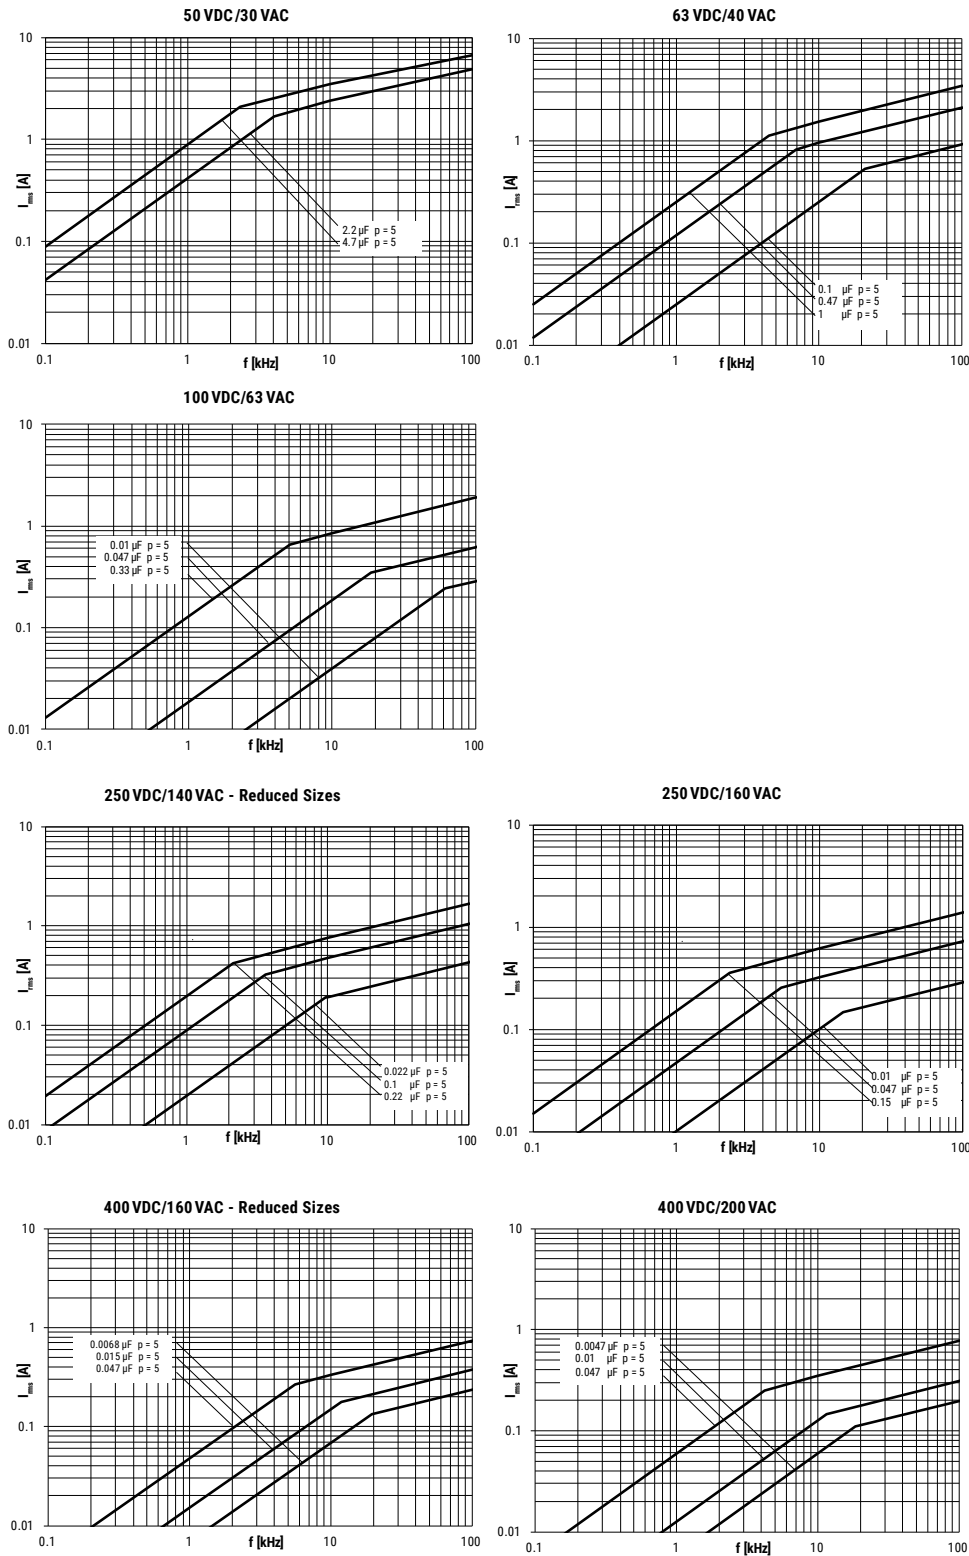 50 VDC/30 VAC
10
1
0.1
0.01
Irms [A]
2.2 µF p = 5
4.7 µF p = 5
0.1 1 10 100
f [kHz]
63 VDC/40 VAC
10
1
0.1
0.01
Irms [A]
0.1 µF p = 5
0.47 µF p = 5
1 µF p = 5
0.1 1 10 100
f [kHz]
100 VDC/63 VAC
10
1
0.1
0.01
Irms [A]
0.01 µF p = 5
0.047 µF p = 5
0.33 µF p = 5
0.1 1 10 100
f [kHz]
250 VDC/140 VAC - Reduced Sizes
10
1
0.1
0.01
Irms [A]
0.022 µF p = 5
0.1 µF p = 5
0.22 µF p = 5
0.1 1 10 100
f [kHz]
250 VDC/160 VAC
10
1
0.1
0.01
Irms [A]
0.01 µF p = 5
0.047 µF p = 5
0.15 µF p = 5
0.1 1 10 100
f [kHz]
400 VDC/160 VAC - Reduced Sizes
10
1
0.1
0.01
Irms [A]
0.0068 µF p = 5
0.015 µF p = 5
0.047 µF p = 5
0.1 1 10 100
f [kHz]
400 VDC/200 VAC
10
1
0.1
0.01
Irms [A]
0.0047 µF p = 5
0.01 µF p = 5
0.047 µF p = 5
0.1 1 10 100
f [kHz]